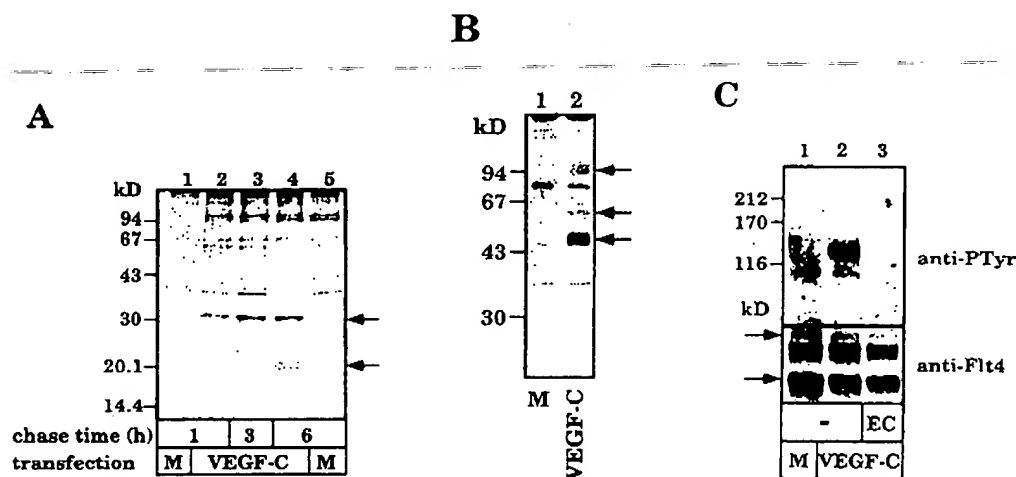 B
A
C
kD
1 2 3 4 5
94
67
43
30
20.1
14.4
chase time (h) 1 3 6
transfection M VEGF-C M
kD
1 2
94
67
43
30
M
VEGF-C
1 2 3
212
170
116
kD
anti-PTyr
anti-Flt4
- EC
M VEGF-C